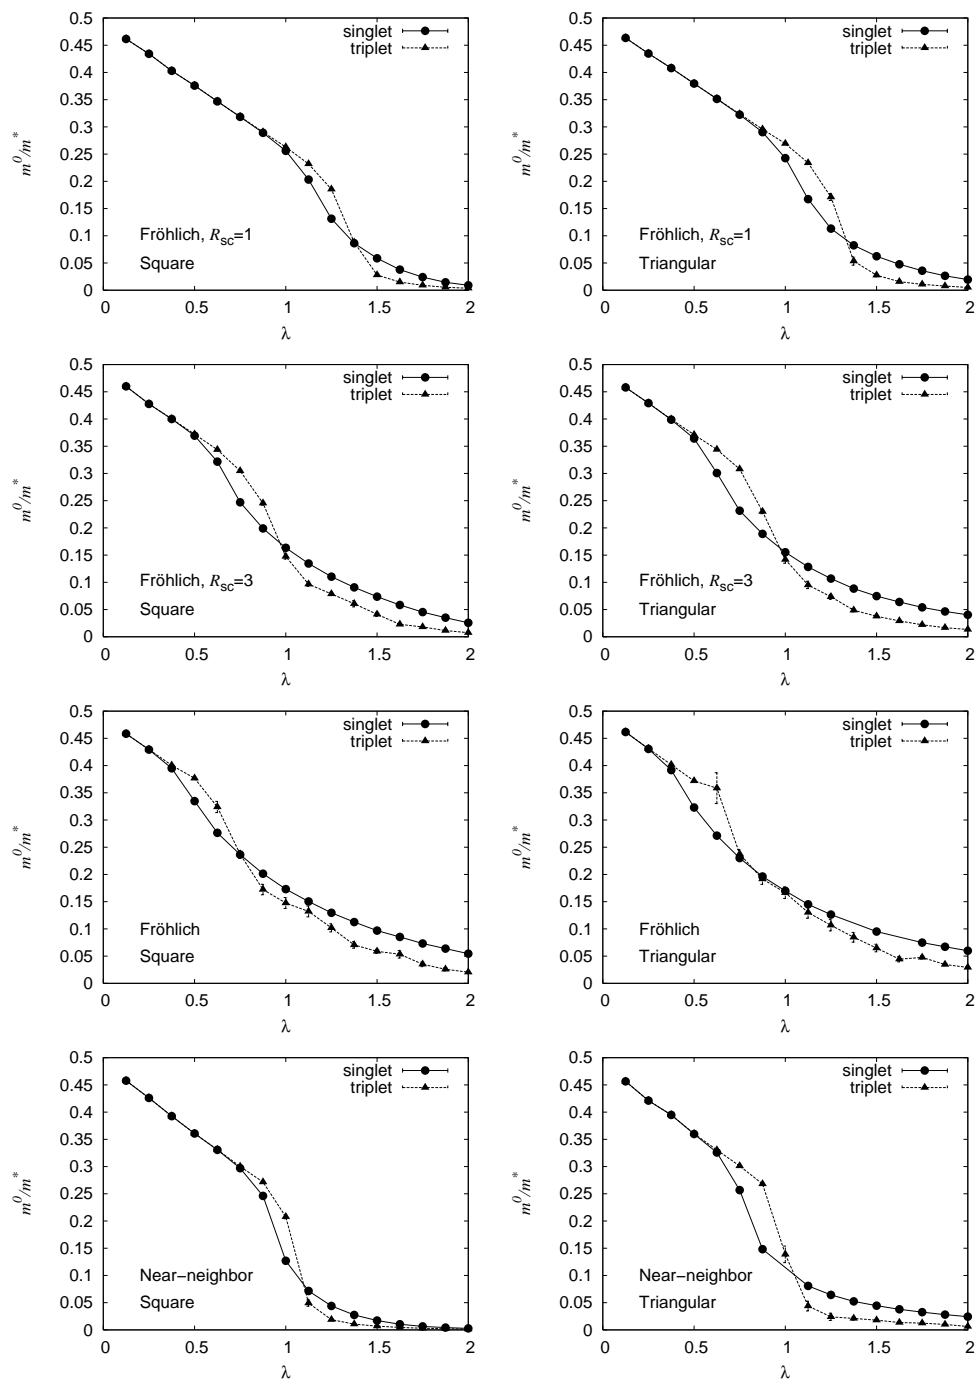 0.5
0.45
0.4
0.35
0.3
0.25
0.2
0.15
0.1
0.05
0
0 0.5 1 1.5 2
m⁰/m*
λ
singlet
triplet
Fröhlich, Rsc=1
Square
0.5
0.45
0.4
0.35
0.3
0.25
0.2
0.15
0.1
0.05
0
0 0.5 1 1.5 2
m⁰/m*
λ
singlet
triplet
Fröhlich, Rsc=1
Triangular
0.5
0.45
0.4
0.35
0.3
0.25
0.2
0.15
0.1
0.05
0
0 0.5 1 1.5 2
m⁰/m*
λ
singlet
triplet
Fröhlich, Rsc=3
Square
0.5
0.45
0.4
0.35
0.3
0.25
0.2
0.15
0.1
0.05
0
0 0.5 1 1.5 2
m⁰/m*
λ
singlet
triplet
Fröhlich, Rsc=3
Triangular
0.5
0.45
0.4
0.35
0.3
0.25
0.2
0.15
0.1
0.05
0
0 0.5 1 1.5 2
m⁰/m*
λ
singlet
triplet
Fröhlich
Square
0.5
0.45
0.4
0.35
0.3
0.25
0.2
0.15
0.1
0.05
0
0 0.5 1 1.5 2
m⁰/m*
λ
singlet
triplet
Fröhlich
Triangular
0.5
0.45
0.4
0.35
0.3
0.25
0.2
0.15
0.1
0.05
0
0 0.5 1 1.5 2
m⁰/m*
λ
singlet
triplet
Near−neighbor
Square
0.5
0.45
0.4
0.35
0.3
0.25
0.2
0.15
0.1
0.05
0
0 0.5 1 1.5 2
m⁰/m*
λ
singlet
triplet
Near−neighbor
Triangular